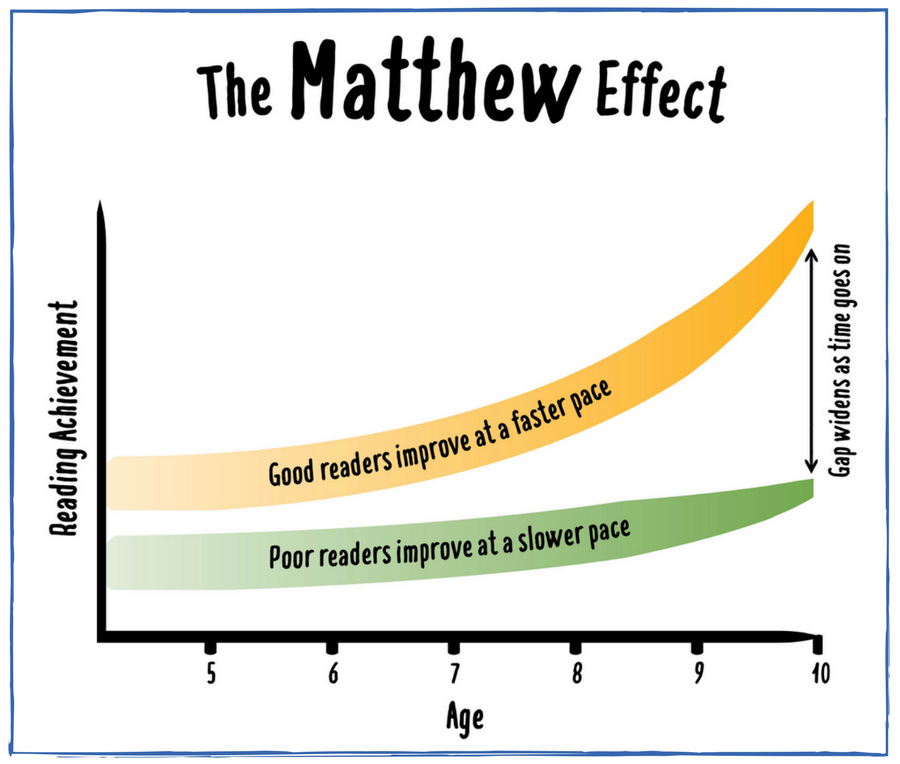 The Matthew Effect
Reading Achievement
Good readers improve at a faster pace
Poor readers improve at a slower pace
Gap widens as time goes on
5 6 7 8 9 10
Age